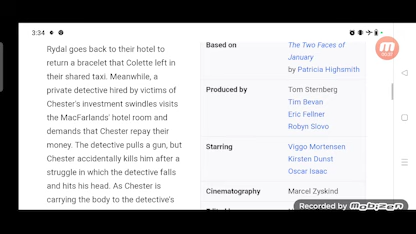 3:34
Rydal goes back to their hotel to
return a bracelet that Colette left in
their shared taxi. Meanwhile, a
private detective hired by victims of
Chester's investment swindles visits
the MacFarlands' hotel room and
demands that Chester repay their
money. The detective pulls a gun, but
Chester accidentally kills him after a
struggle in which the detective falls
and hits his head. As Chester is
carrying the body to the detective's
Based on
The Two Faces of
January
by Patricia Highsmith
Produced by
Tom Sternberg
Tim Bevan
Eric Fellner
Robyn Slovo
Starring
Viggo Mortensen
Kirsten Dunst
Oscar Isaac
Cinematography
Marcel Zyskind
Recorded by mobizen